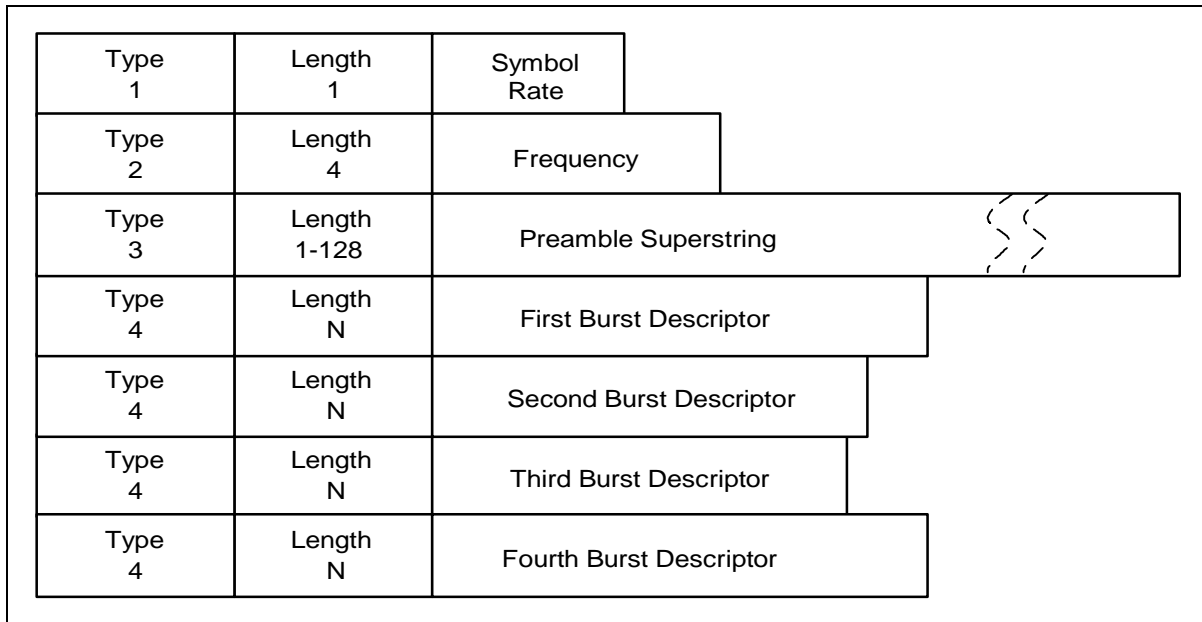 Type
1
Length
1
Symbol
Rate
Type
2
Length
4
Frequency
Type
3
Length
1-128
Preamble Superstring
Type
4
Length
N
First Burst Descriptor
Type
4
Length
N
Second Burst Descriptor
Type
4
Length
N
Third Burst Descriptor
Type
4
Length
N
Fourth Burst Descriptor